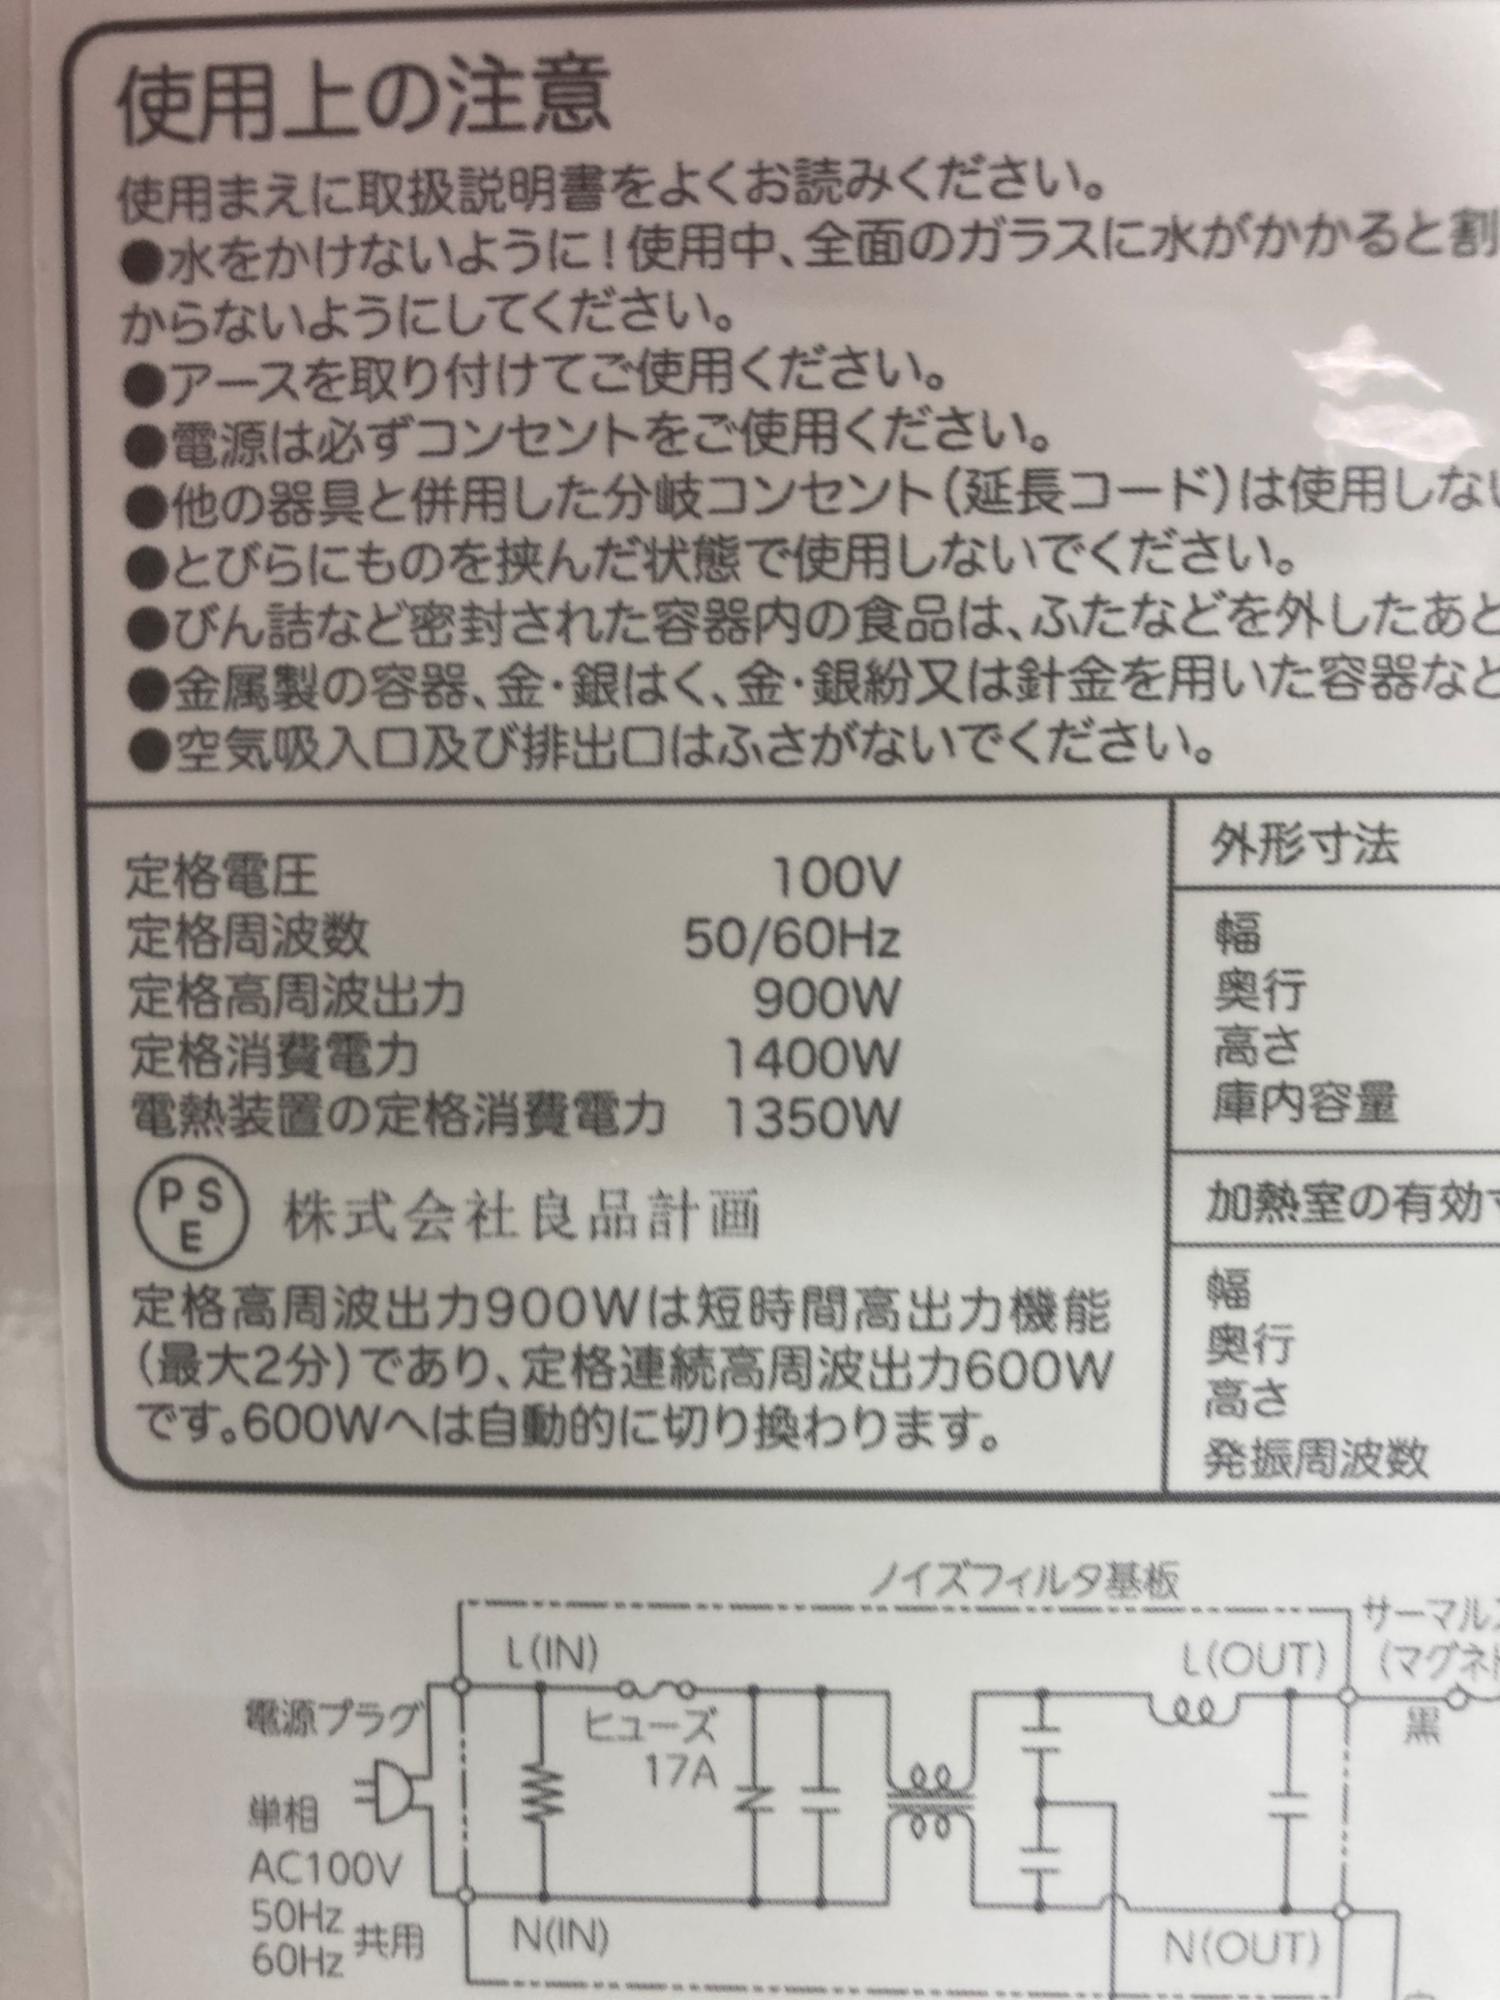 使用上の注意
使用まえに取扱説明書をよくお読みください。
●水をかけないように！使用中、全面のガラスに水がかかると割
からないようにしてください。
●アースを取り付けてご使用ください。
●電源は必ずコンセントをご使用ください。
●他の器具と併用した分岐コンセント（延長コード）は使用しない
●とびらにものを挟んだ状態で使用しないでください。
●びん詰など密封された容器内の食品は、ふたなどを外したあと
●金属製の容器、金・銀はく、金・銀紛又は針金を用いた容器など
●空気吸入口及び排出口はふさがないでください。
定格電圧 100V
定格周波数 50/60Hz
定格高周波出力 900W
定格消費電力 1400W
電熱装置の定格消費電力 1350W
PSE 株式会社良品計画
定格高周波出力900Wは短時間高出力機能
（最大2分）であり、定格連続高周波出力600W
です。600Wへは自動的に切り換わります。
外形寸法
幅
奥行
高さ
庫内容量
加熱室の有効
幅
奥行
高さ
発振周波数
ノイズフィルタ基板
サーマル
(マグネ
L(IN)
L(OUT)
黒
電源プラグ
ヒューズ
17A
単相
AC100V
50Hz
60Hz
共用
N(IN)
N(OUT)